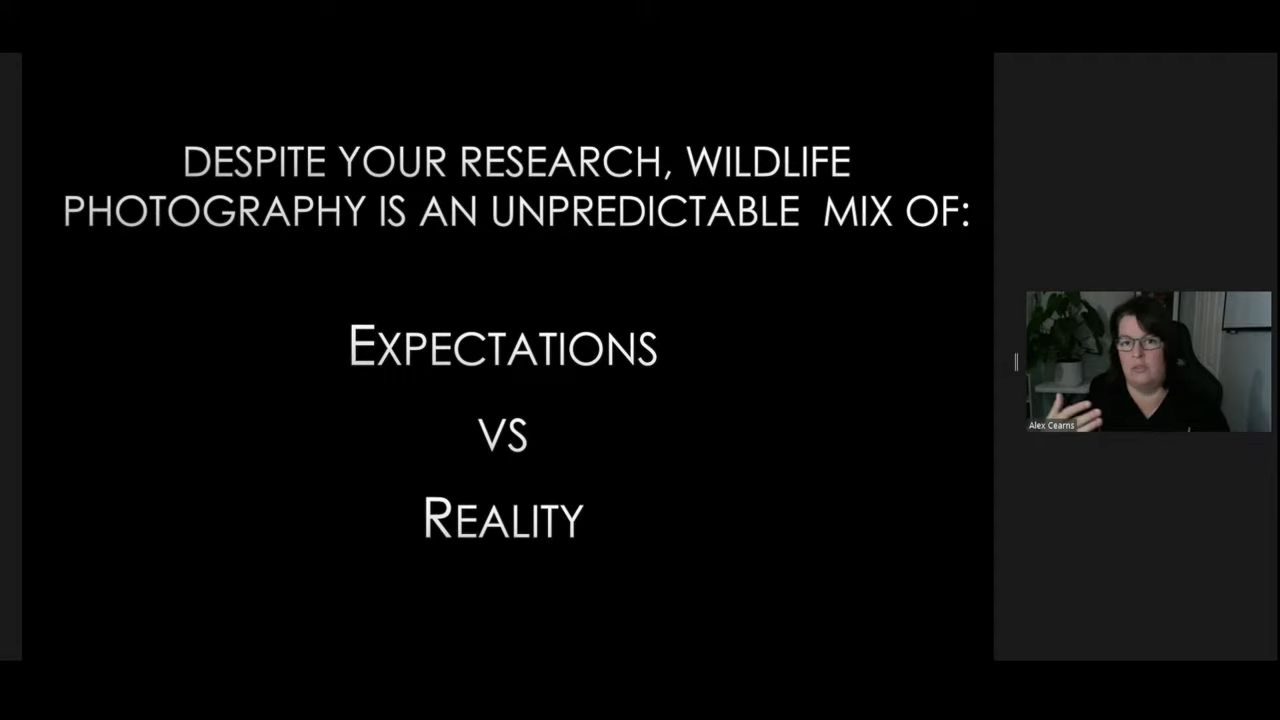 DESPITE YOUR RESEARCH, WILDLIFE
PHOTOGRAPHY IS AN UNPREDICTABLE MIX OF:
EXPECTATIONS
VS
REALITY
Alex Cearns